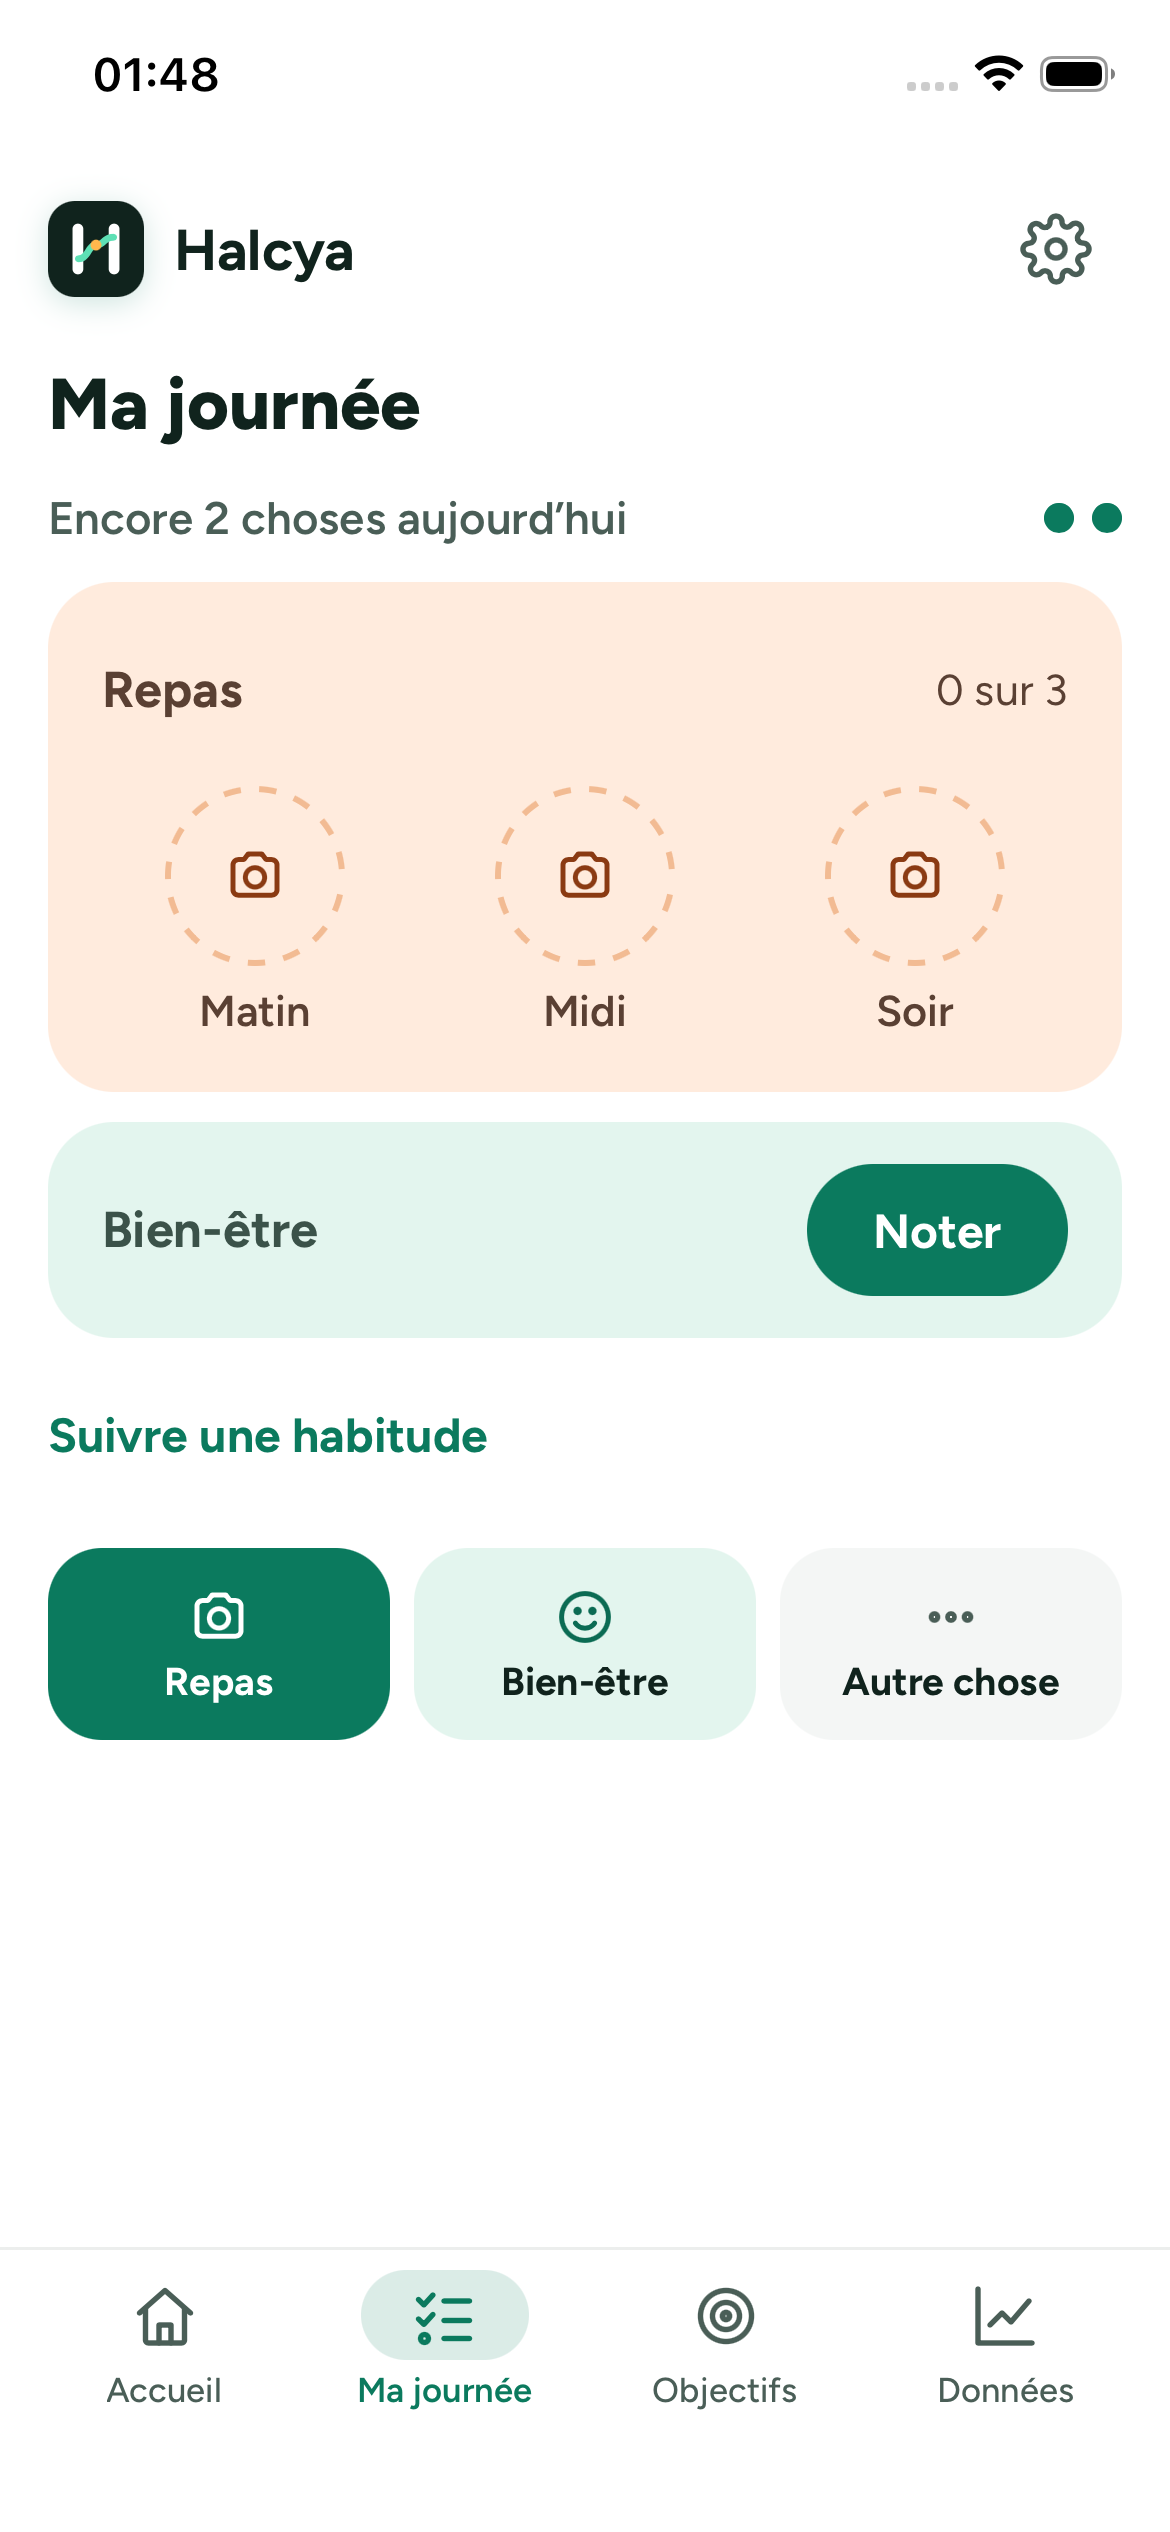 01:48
Halcya
Ma journée
Encore 2 choses aujourd’hui
Repas
0 sur 3
Matin
Midi
Soir
Bien-être
Noter
Suivre une habitude
Repas
Bien-être
Autre chose
Accueil
Ma journée
Objectifs
Données